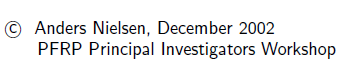 © Anders Nielsen, December 2002
PFRP Principal Investigators Workshop